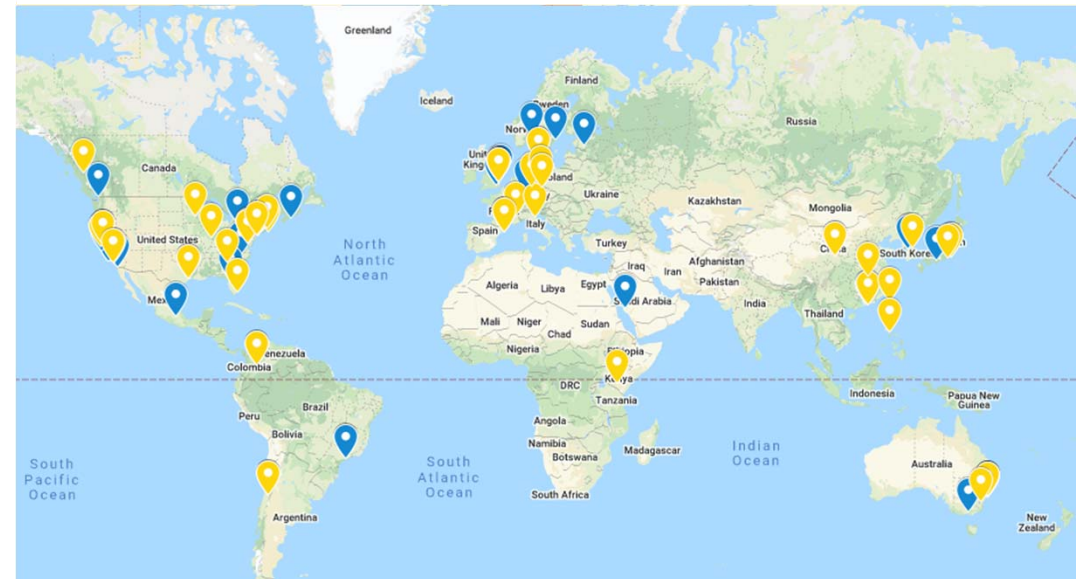 Greenland
Iceland
Finland
Sweden
Russia
Canada
Ukraine
Kazakhstan
Mongolia
Italy
Spain
Turkey
United States
North
Atlantic
Ocean
South Kore
Afghanistan
Iraq
Iran
Pakistan
Algeria
Libya
Egypt
Saudi Arabia
India
Mali
Niger
Chad
Sudan
Thailand
Nigeria
Ethiopia
Colombia
DRC
Kenya
Tanzania
Indonesia
Papua New
Guinea
Peru
Brazil
Angola
Bolivia
Namibia
Botswana
Madagascar
Indian
Ocean
South
Pacific
Ocean
South
Atlantic
Ocean
Australia
South Africa
Argentina
New
Zealand